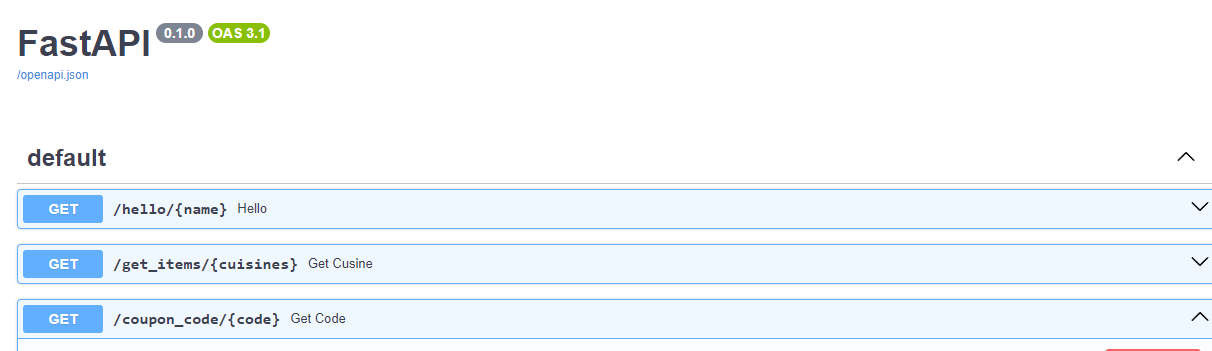 FastAPI 0.1.0 OAS 3.1
/openapi.json
default
GET /hello/{name} Hello
GET /get_items/{cuisines} Get Cusine
GET /coupon_code/{code} Get Code